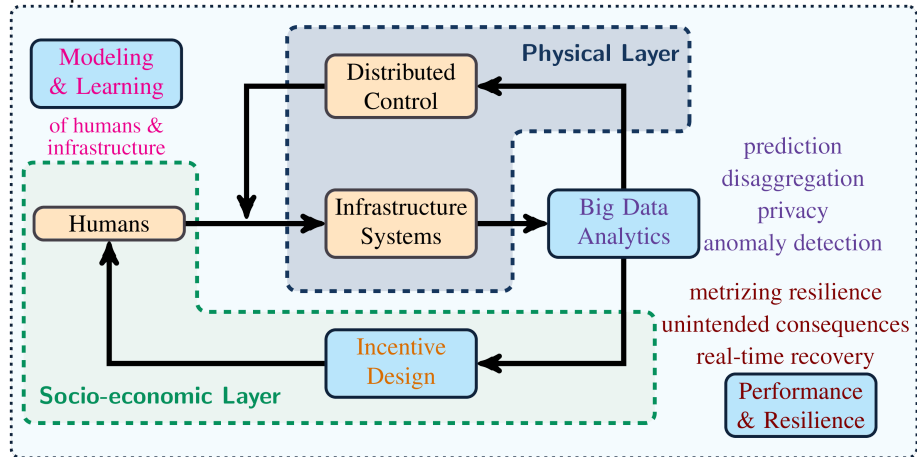 Modeling
& Learning
of humans &
infrastructure
Physical Layer
Distributed
Control
Humans
Infrastructure
Systems
Big Data
Analytics
prediction
disaggregation
privacy
anomaly detection
metrizing resilience
unintended consequences
real-time recovery
Performance
& Resilience
Incentive
Design
Socio-economic Layer